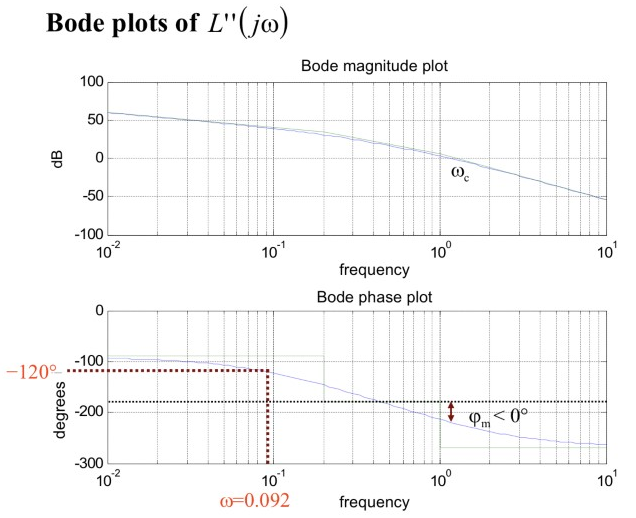 Bode plots of L''(jω)
Bode magnitude plot
100
50
0
-50
-100
dB
ω_c
10^-2
10^-1
10^0
10^1
frequency
Bode phase plot
0
-100
−120°
-200
-300
degrees
φ_m < 0°
10^-2
10^-1
10^0
10^1
ω=0.092
frequency